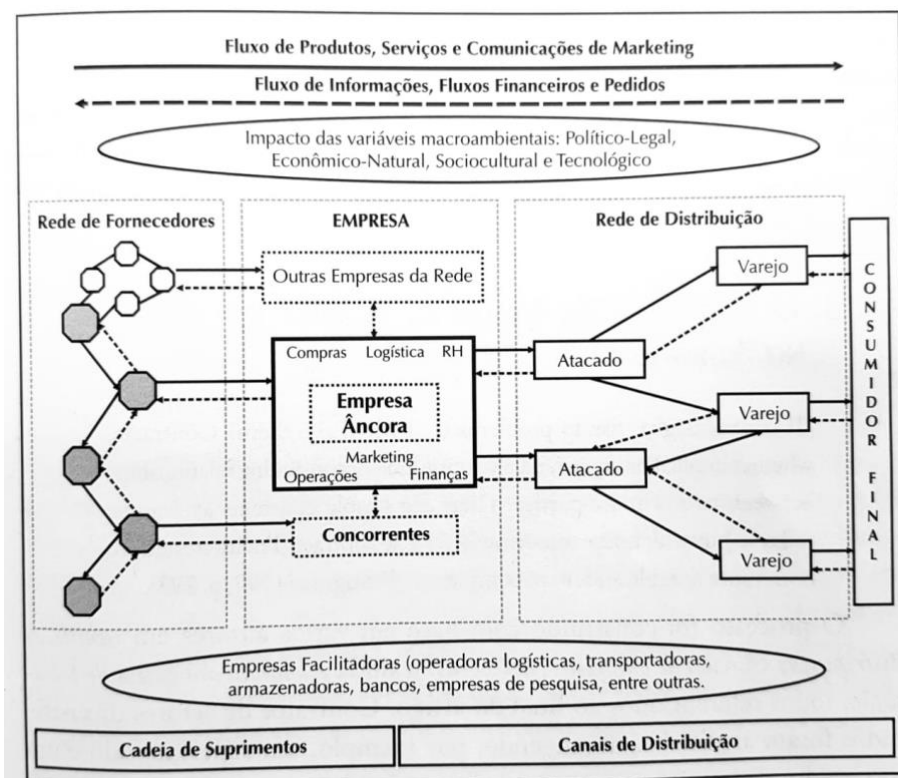 Fluxo de Produtos, Serviços e Comunicações de Marketing
Fluxo de Informações, Fluxos Financeiros e Pedidos
Impacto das variáveis macroambientais: Político-Legal,
Econômico-Natural, Sociocultural e Tecnológico
Rede de Fornecedores
EMPRESA
Rede de Distribuição
Outras Empresas da Rede
Compras Logística RH
Empresa
Âncora
Marketing
Operações Finanças
Concorrentes
Atacado
Atacado
Varejo
Varejo
Varejo
CONSUMIDOR FINAL
Empresas Facilitadoras (operadoras logísticas, transportadoras,
armazenadoras, bancos, empresas de pesquisa, entre outras.
Cadeia de Suprimentos
Canais de Distribuição